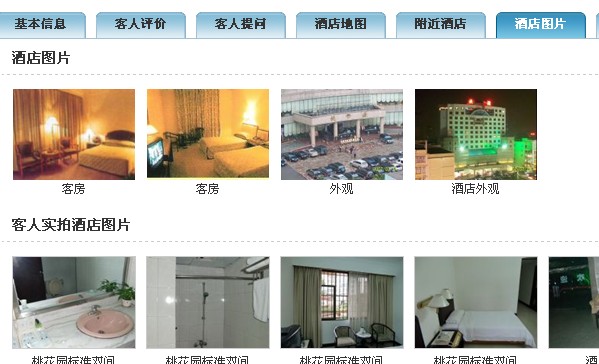 基本信息 客人评价 客人提问 酒店地图 附近酒店 酒店图片
酒店图片
客房 客房 外观 酒店外观
客人实拍酒店图片
桃花园标准双间 桃花园标准双间 桃花园标准双间 桃花园标准双间 酒